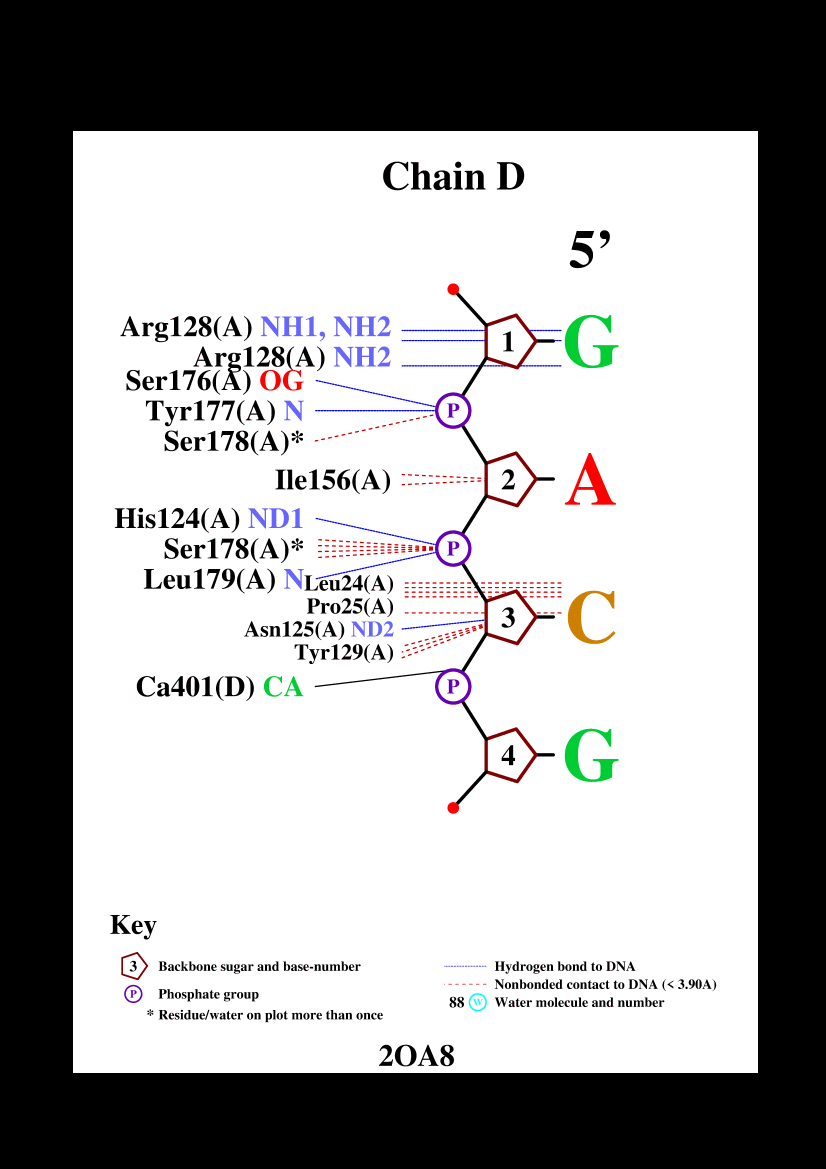 Chain D
5’
Arg128(A) NH1, NH2
1 G
Arg128(A) NH2
Ser176(A) OG
Tyr177(A) N
P
Ser178(A)*
Ile156(A)
2 A
His124(A) ND1
Ser178(A)*
P
Leu179(A) N
Leu24(A)
Pro25(A)
3 C
Asn125(A) ND2
Tyr129(A)
Ca401(D) CA
P
4 G
Key
3 Backbone sugar and base-number
P Phosphate group
* Residue/water on plot more than once
Hydrogen bond to DNA
Nonbonded contact to DNA (< 3.90A)
88 W Water molecule and number
2OA8